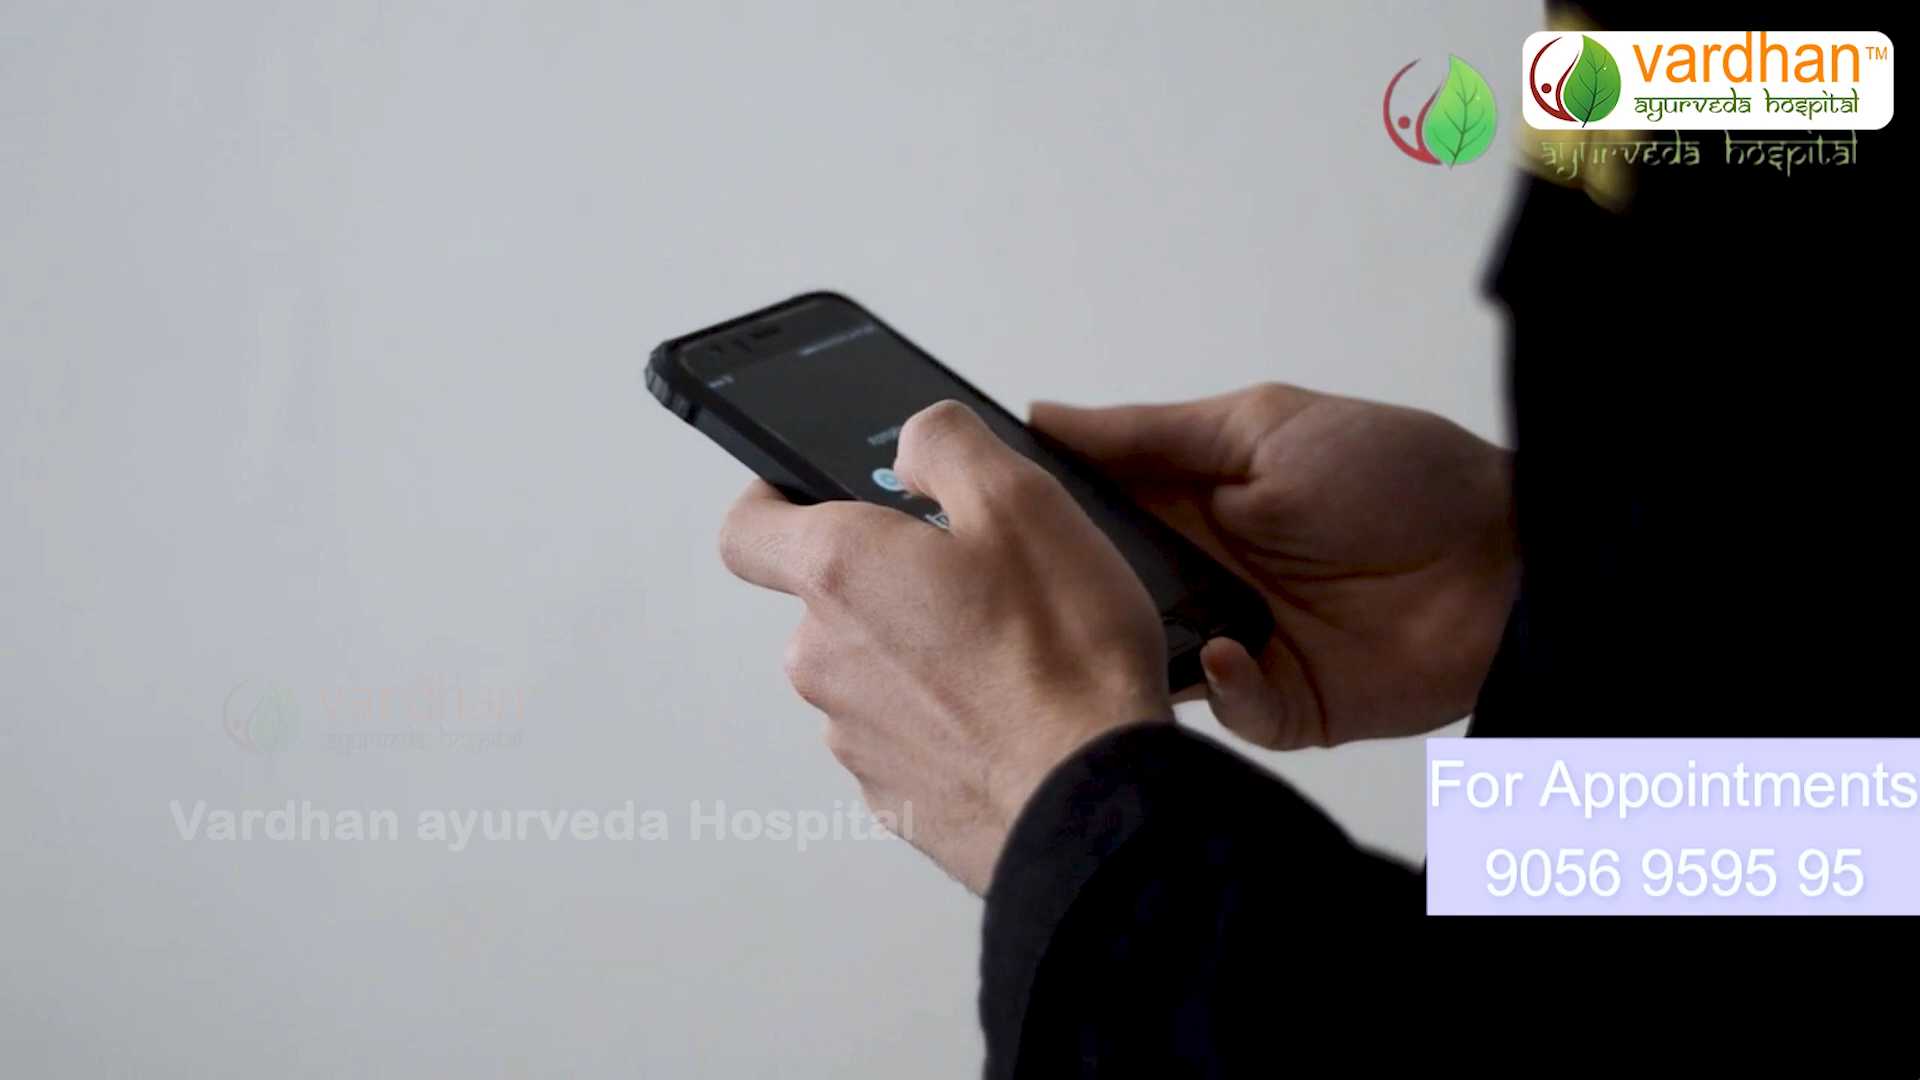 vardhan™
ayurveda hospital
ayurveda hospital
vardhan
ayurveda hospital
Vardhan ayurveda Hospital
For Appointments
9056 9595 95